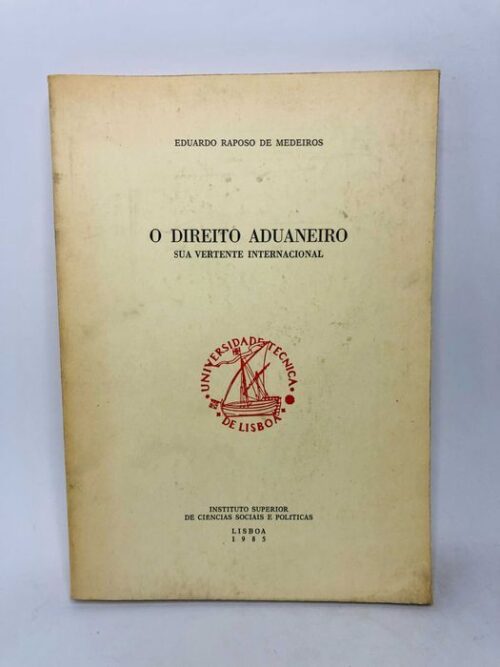 EDUARDO RAPOSO DE MEDEIROS
O DIREITO ADUANEIRO
SUA VERTENTE INTERNACIONAL
UNIVERSIDADE TECNICA
DE LISBOA
INSTITUTO SUPERIOR
DE CIENCIAS SOCIAIS E POLITICAS
LISBOA
1985